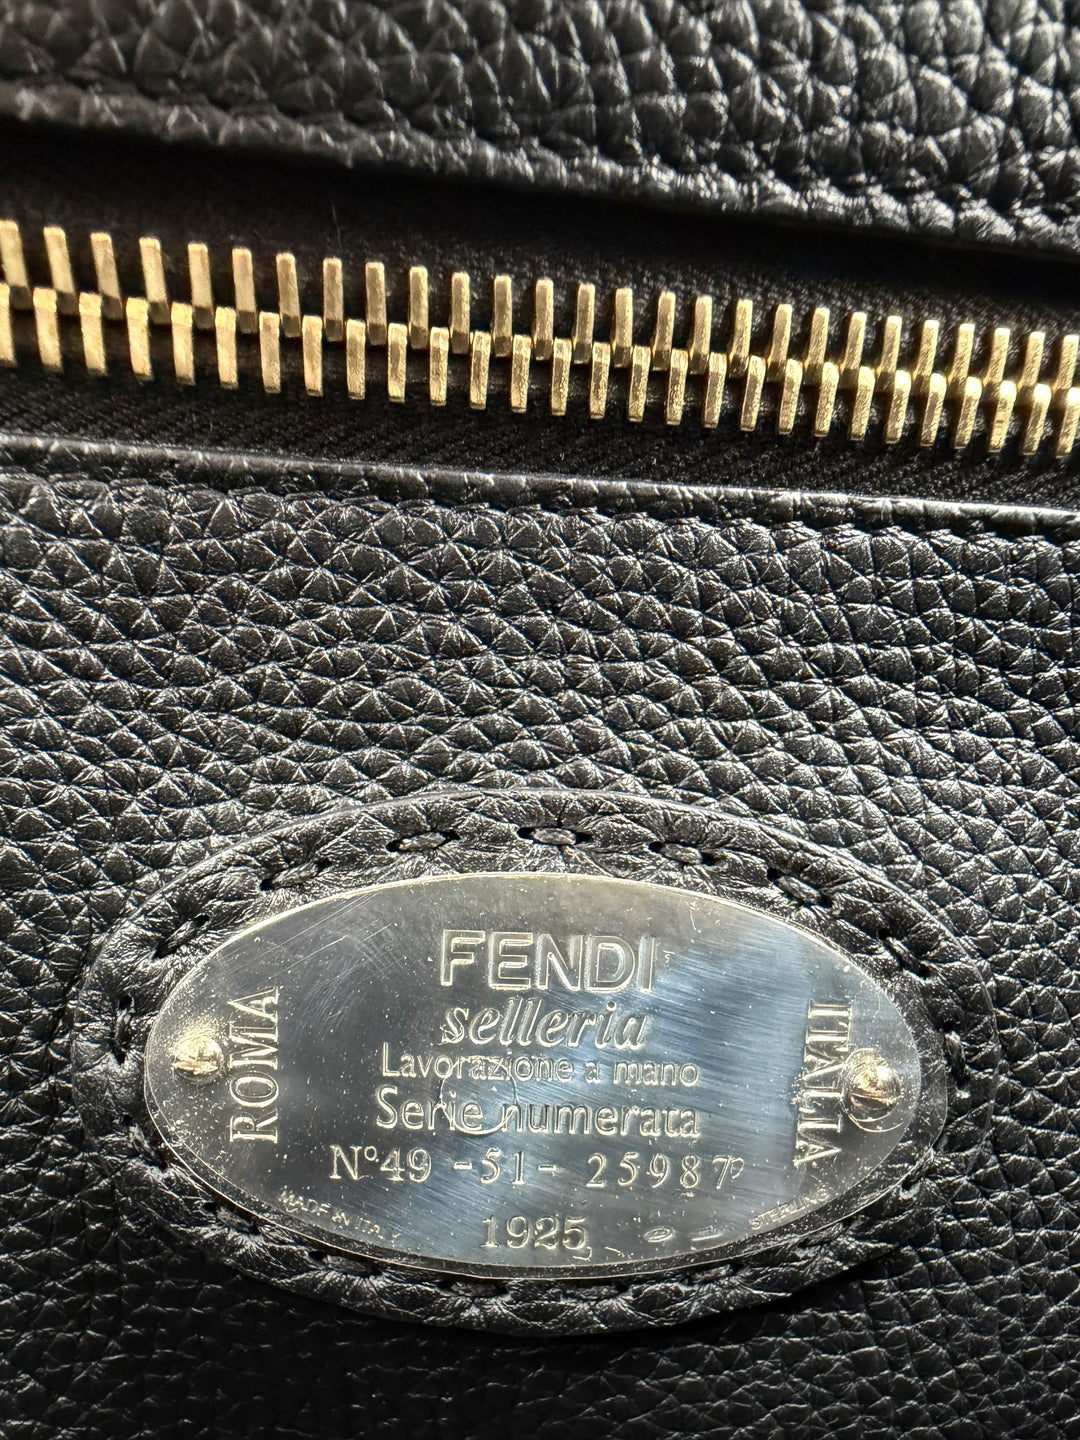 FENDI
selleria
Lavorazione a mano
Serie numerata
N°49 -51- 25987
1925
ROMA
ITALIA
MADE IN ITALY
STERLING